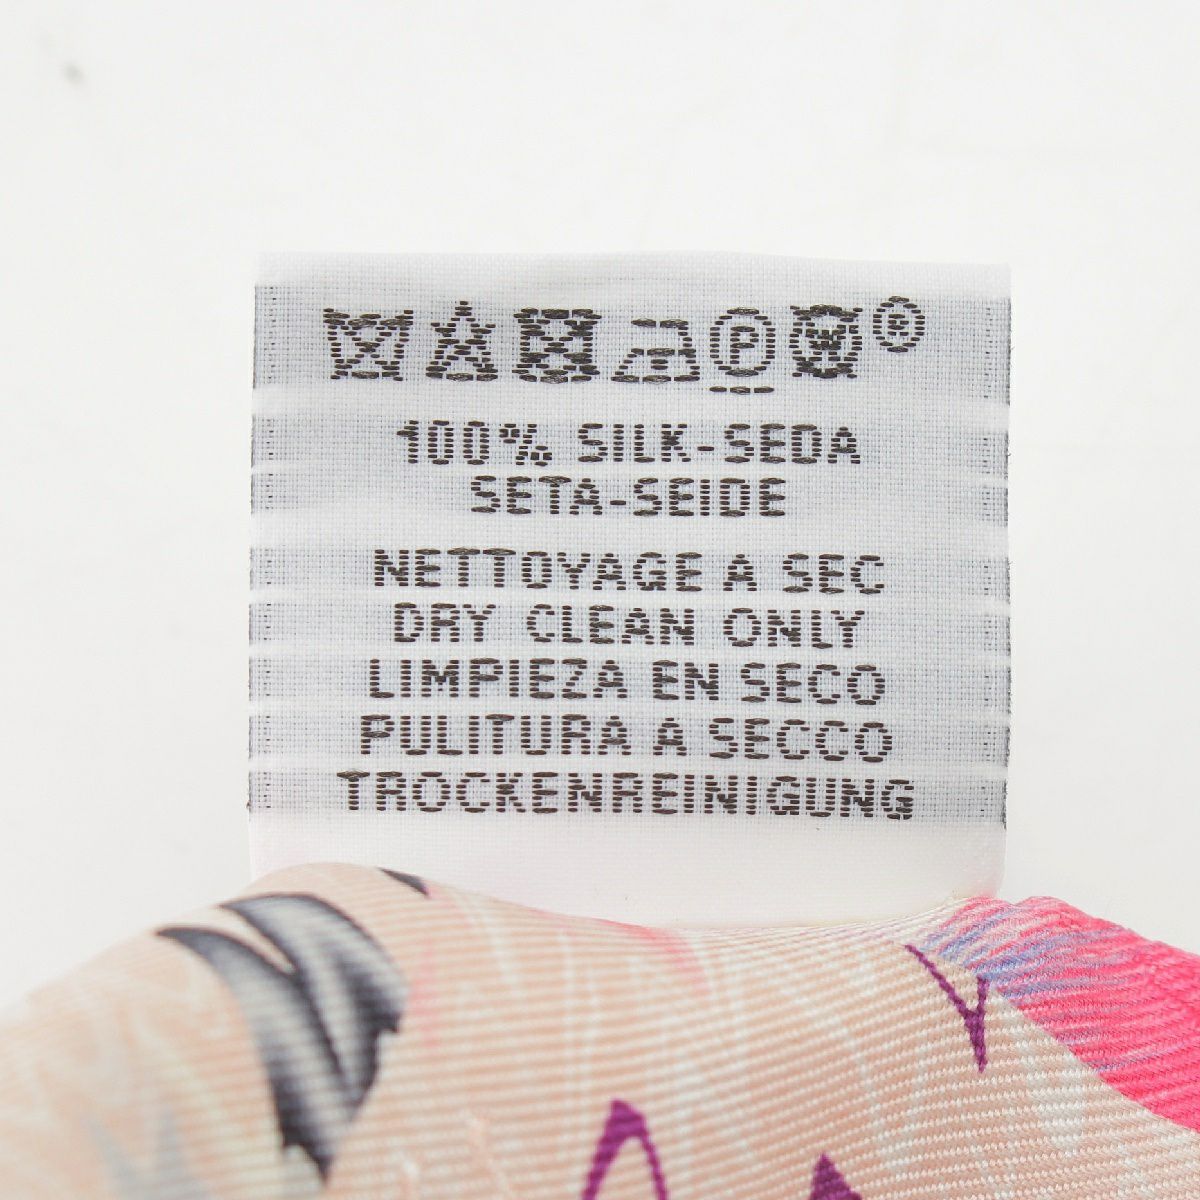 P W ®
100% SILK-SEDA
SETA-SEIDE
NETTOYAGE A SEC
DRY CLEAN ONLY
LIMPIEZA EN SECO
PULITURA A SECCO
TROCKENREINIGUNG